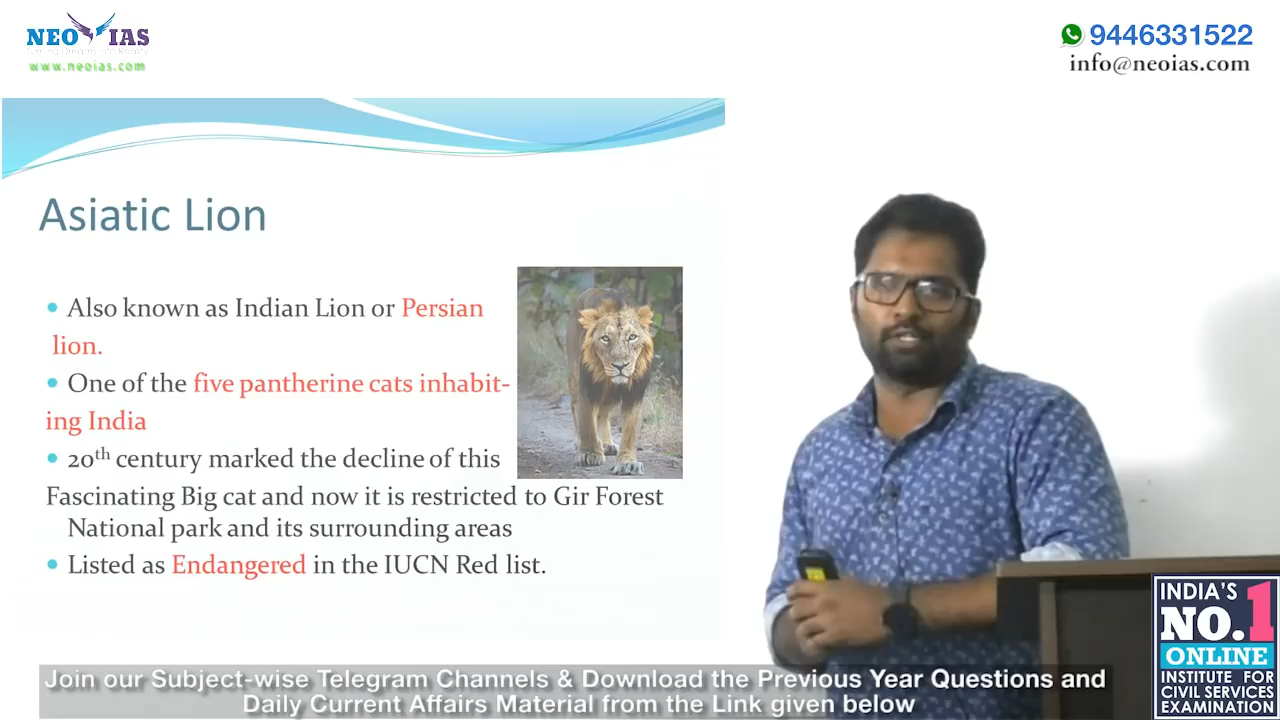 NEO IAS
www.neoias.com
9446331522
info@neoias.com
Asiatic Lion
• Also known as Indian Lion or Persian
lion.
• One of the five pantherine cats inhabit-
ing India
• 20th century marked the decline of this
Fascinating Big cat and now it is restricted to Gir Forest
National park and its surrounding areas
• Listed as Endangered in the IUCN Red list.
INDIA'S
NO.1
ONLINE
INSTITUTE FOR
CIVIL SERVICES
EXAMINATION
Join our Subject-wise Telegram Channels & Download the Previous Year Questions and
Daily Current Affairs Material from the Link given below